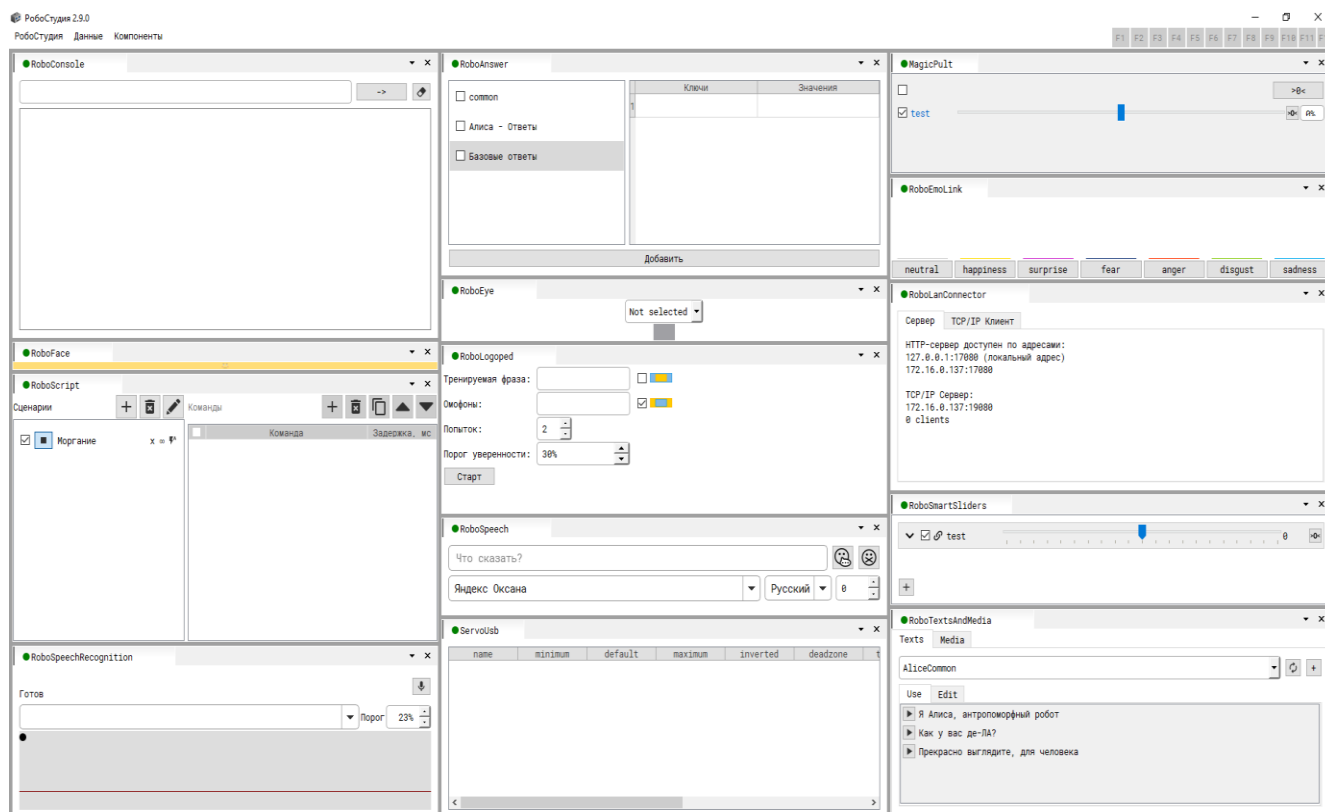 РобоСтудия 2.9.0
РобоСтудия Данные Компоненты
F1 F2 F3 F4 F5 F6 F7 F8 F9 F10 F11
RoboConsole
->
RoboFace
RoboScript
Сценарии
Команды
Моргание
x ∞
Команда Задержка, мс
RoboSpeechRecognition
Готов
Порог 23%
RoboAnswer
common
Алиса - Ответы
Базовые ответы
Ключи Значения
1
Добавить
RoboEye
Not selected
RoboLogoped
Тренируемая фраза:
Омофоны:
Попыток: 2
Порог уверенности: 30%
Старт
RoboSpeech
Что сказать?
Яндекс Оксана Русский 0
ServoUsb
name minimum default maximum inverted deadzone t
MagicPult
>0<
test >0< 0%
RoboEmoLink
neutral happiness surprise fear anger disgust sadness
RoboLanConnector
Сервер TCP/IP Клиент
HTTP-сервер доступен по адресами:
127.0.0.1:17080 (локальный адрес)
172.16.0.137:17080
TCP/IP Сервер:
172.16.0.137:19080
0 clients
RoboSmartSliders
test 0 >0<
+
RoboTextsAndMedia
Texts Media
AliceCommon +
Use Edit
Я Алиса, антропоморфный робот
Как у вас де-ЛА?
Прекрасно выглядите, для человека